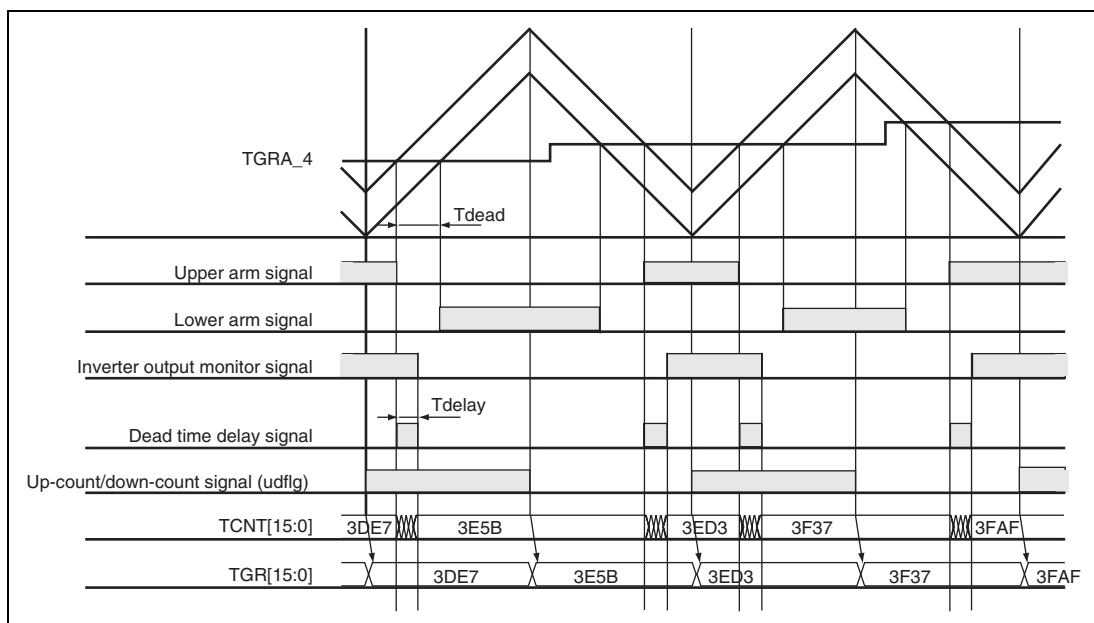 TGRA_4
Tdead
Upper arm signal
Lower arm signal
Inverter output monitor signal
Tdelay
Dead time delay signal
Up-count/down-count signal (udflg)
TCNT[15:0] 3DE7 3E5B 3ED3 3F37 3FAF
TGR[15:0] 3DE7 3E5B 3ED3 3F37 3FAF